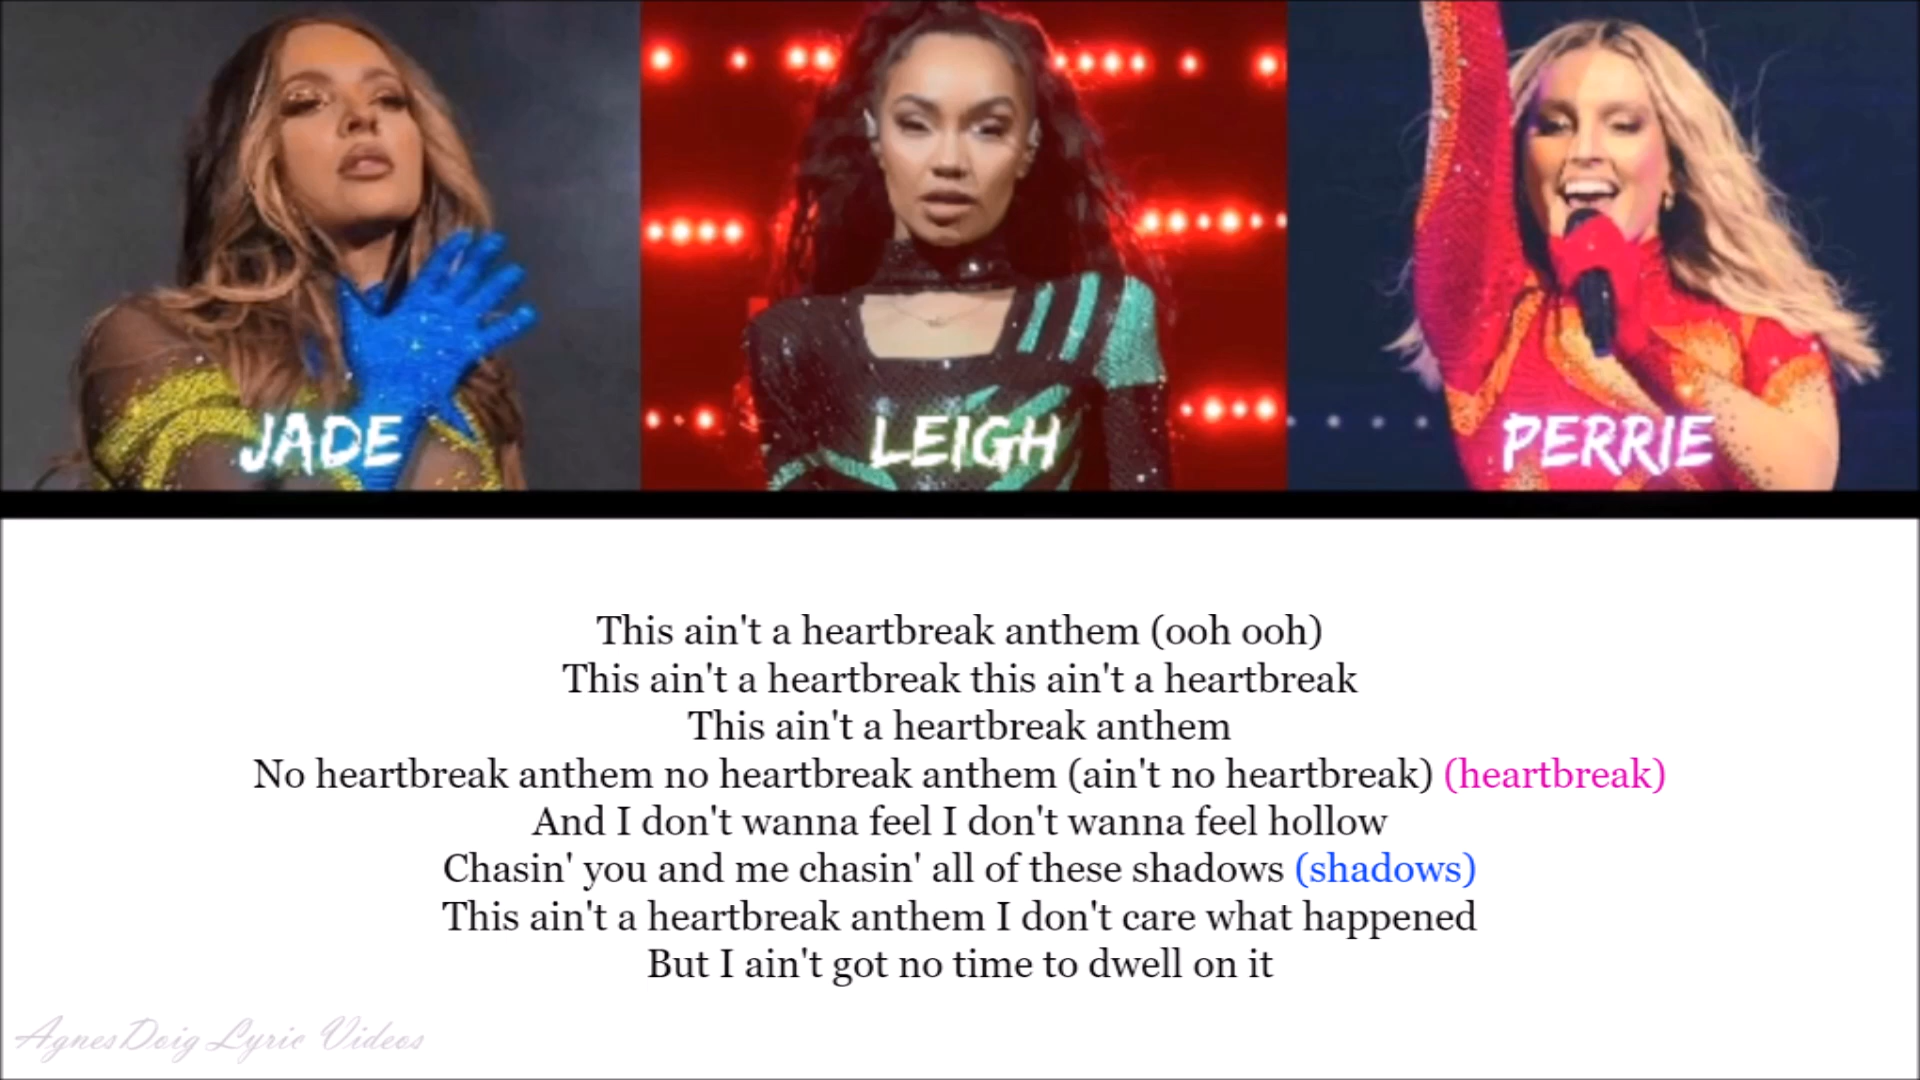 JADE
LEIGH
PERRIE
This ain't a heartbreak anthem (ooh ooh)
This ain't a heartbreak this ain't a heartbreak
This ain't a heartbreak anthem
No heartbreak anthem no heartbreak anthem (ain't no heartbreak) (heartbreak)
And I don't wanna feel I don't wanna feel hollow
Chasin' you and me chasin' all of these shadows (shadows)
This ain't a heartbreak anthem I don't care what happened
But I ain't got no time to dwell on it
AgnesDoig Lyric Videos